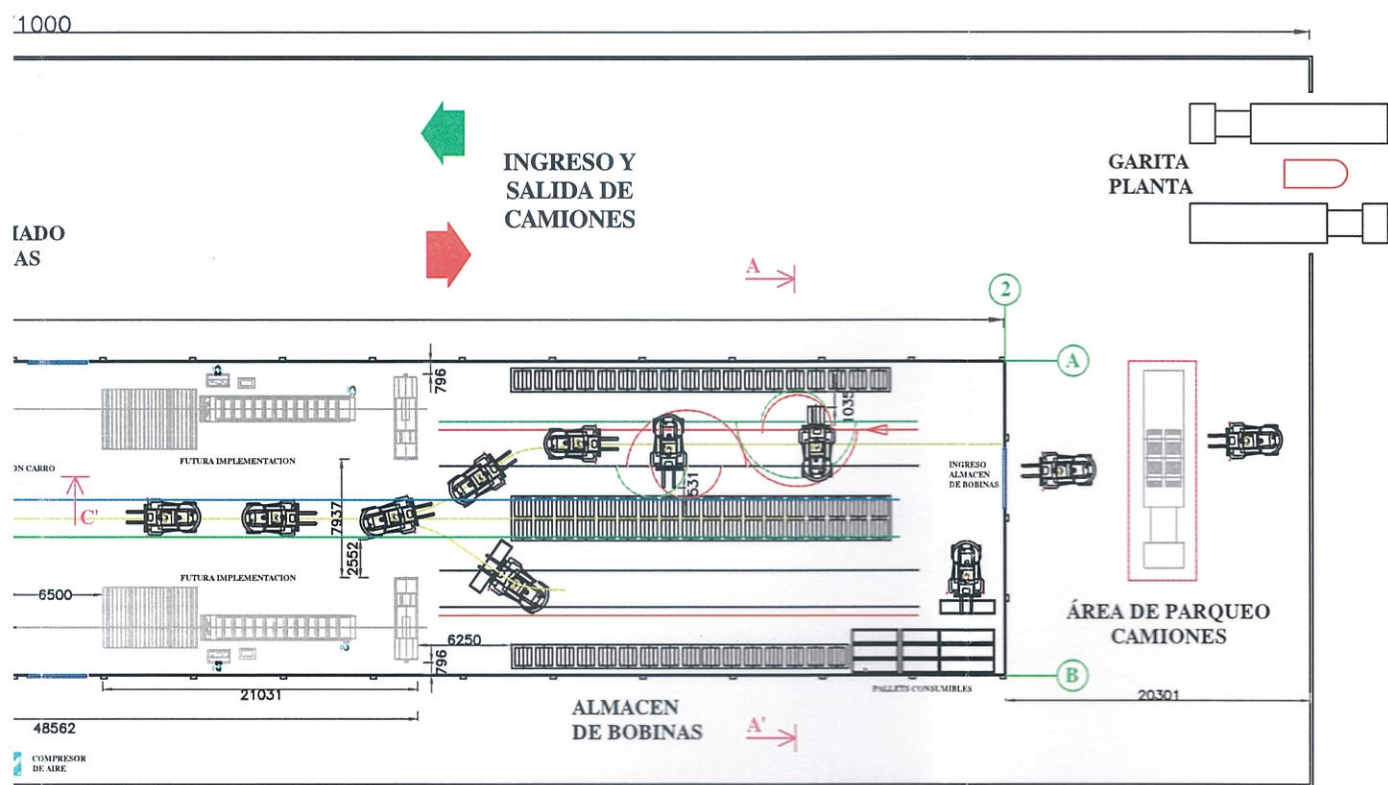 1000
INGRESO Y
SALIDA DE
CAMIONES
GARITA
PLANTA
IADO
AS
A
2
A
796
1035
FUTURA IMPLEMENTACION
ON CARRO
INGRESO
ALMACEN
DE BOBINAS
531
C'
7937
2552
FUTURA IMPLEMENTACION
6500
ÁREA DE PARQUEO
CAMIONES
6250
796
B
21031
PALLETS CONSUMIBLES
20301
ALMACEN
DE BOBINAS
A'
48562
COMPRESOR
DE AIRE